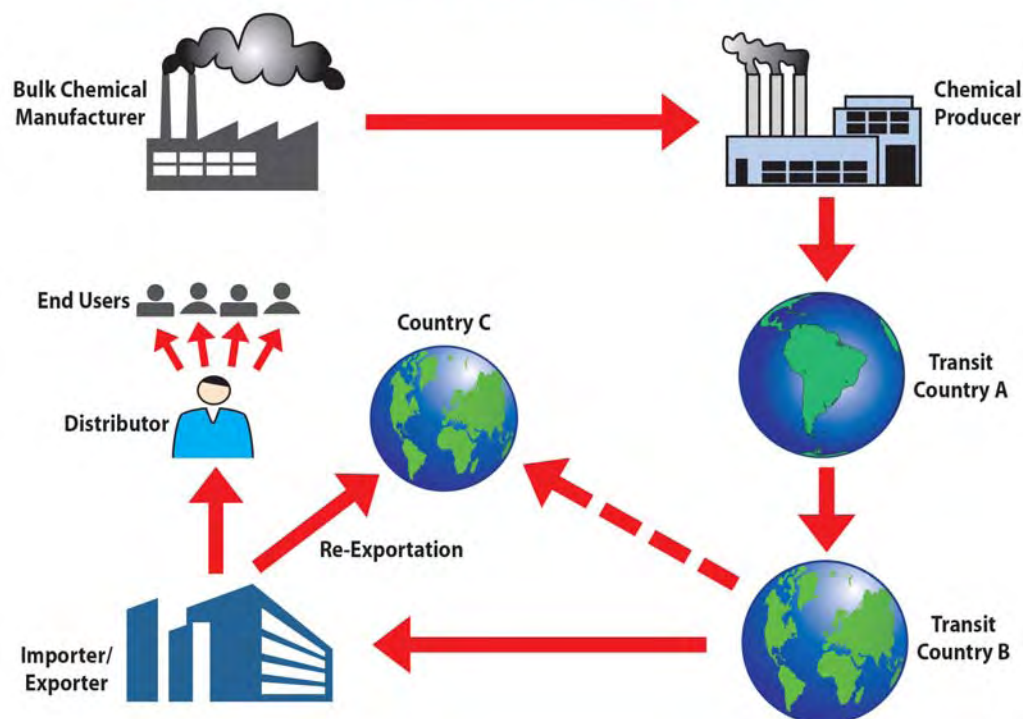 Bulk Chemical
Manufacturer
Chemical
Producer
End Users
Country C
Transit
Country A
Distributor
Re-Exportation
Importer/
Exporter
Transit
Country B